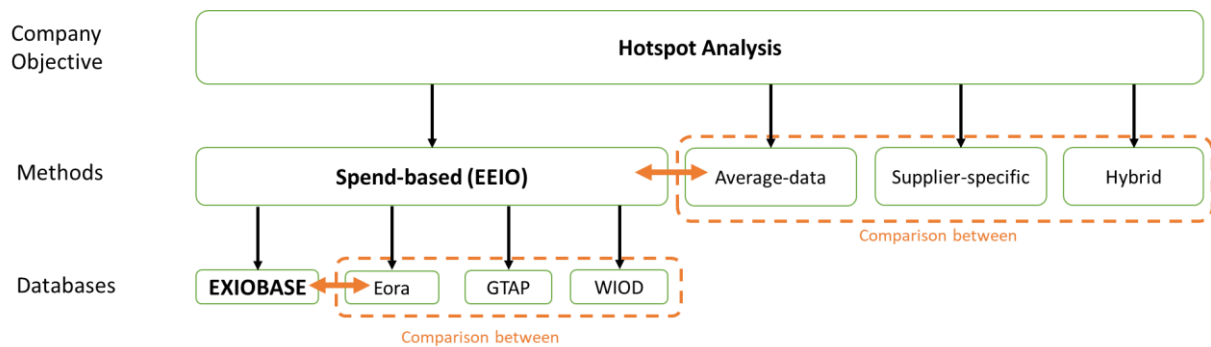 Company
Objective
Hotspot Analysis
Methods
Spend-based (EEIO)
Average-data
Supplier-specific
Hybrid
Comparison between
Databases
EXIOBASE
Eora
GTAP
WIOD
Comparison between